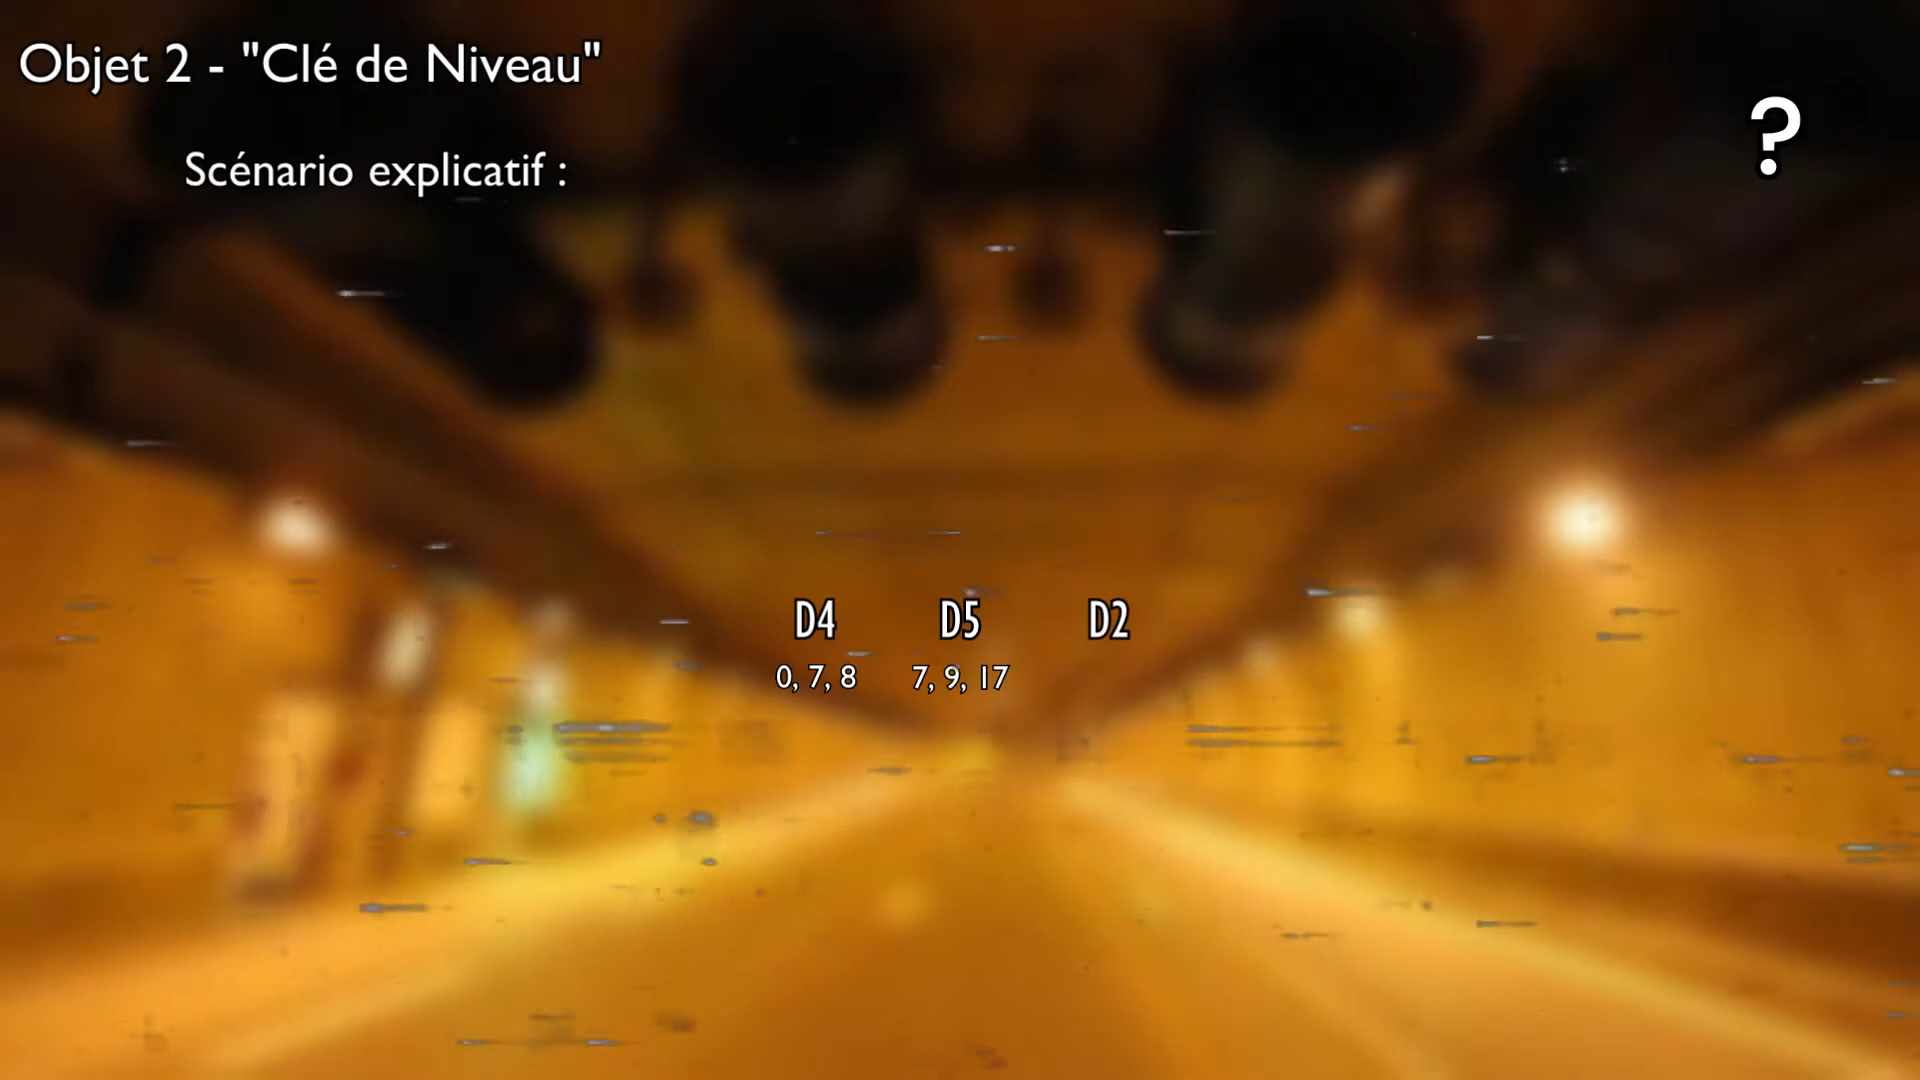 Objet 2 - "Clé de Niveau"
?
Scénario explicatif :
D4 D5 D2
0, 7, 8 7, 9, 17